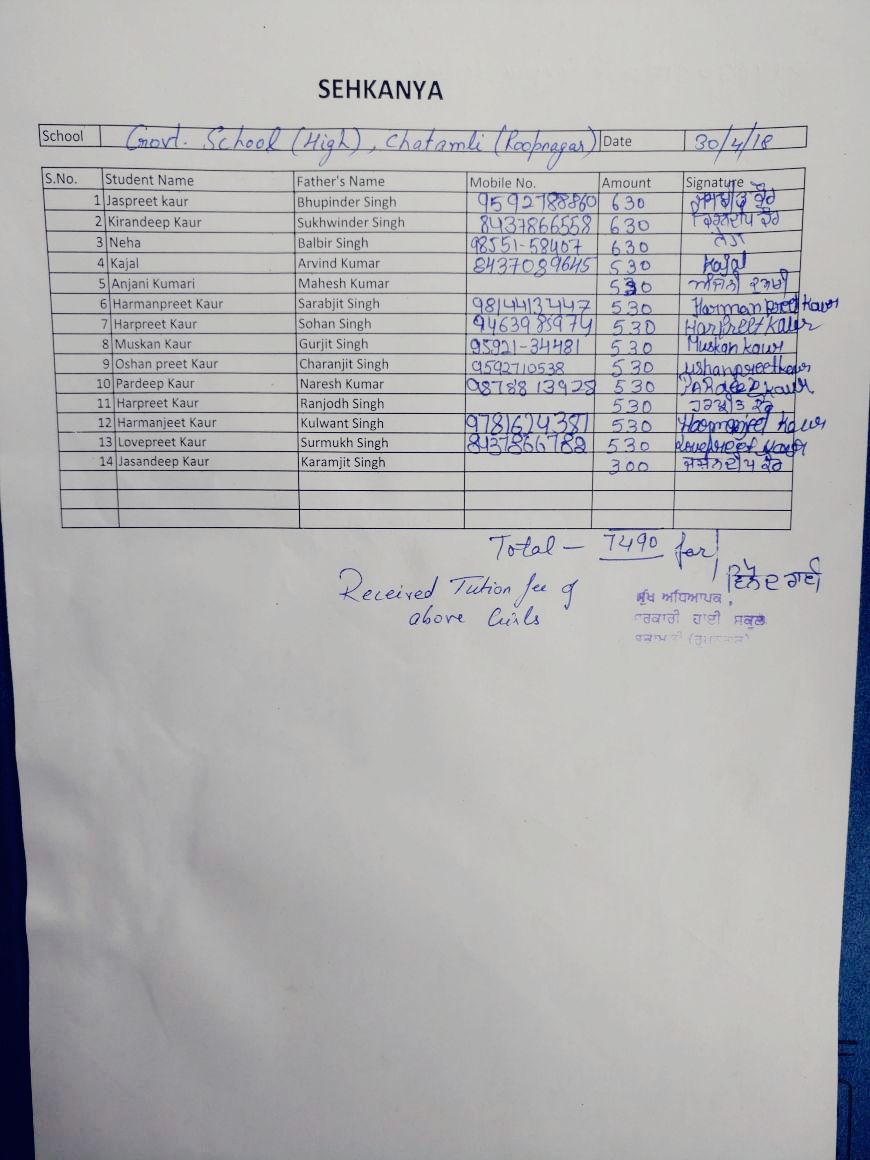 SEHKANYA
School Govt. School (High), Chatamli (Roopnagar) Date 30/4/18
S.No. Student Name Father's Name Mobile No. Amount Signature
1 Jaspreet kaur Bhupinder Singh 9592788860 630 ਜਸਪ੍ਰੀਤ ਕੌਰ
2 Kirandeep Kaur Sukhwinder Singh 8437866558 630 ਕਿਰਨਦੀਪ ਕੌਰ
3 Neha Balbir Singh 98551-58407 630 ਨੇਹਾ
4 Kajal Arvind Kumar 8437089645 530 Kajal
5 Anjani Kumari Mahesh Kumar 530
6 Harmanpreet Kaur Sarabjit Singh 9814413447 530 Harmanpreet kaur
7 Harpreet Kaur Sohan Singh 9463985974 530 Harpreet kaur
8 Muskan Kaur Gurjit Singh 95921-34481 530 Muskan kaur
9 Oshan preet Kaur Charanjit Singh 9592710538 530 ushanpreet kaur
10 Pardeep Kaur Naresh Kumar 98788 13928 530 PARdeep kaur
11 Harpreet Kaur Ranjodh Singh 530
12 Harmanjeet Kaur Kulwant Singh 9781624387 530 Harmanjeet kaur
13 Lovepreet Kaur Surmukh Singh 8437866782 530 Lovepreet kaur
14 Jasandeep Kaur Karamjit Singh 300 ਜਸ਼ਨਦੀਪ ਕੌਰ
Total - 7490 for
Received Tution fee of ਵਿਨੋਦ ਰਾਣੀ
above Girls
ਮੁੱਖ ਅਧਿਆਪਕ,
ਸਰਕਾਰੀ ਹਾਈ ਸਕੂਲ
(ਰੂਪਨਗਰ)